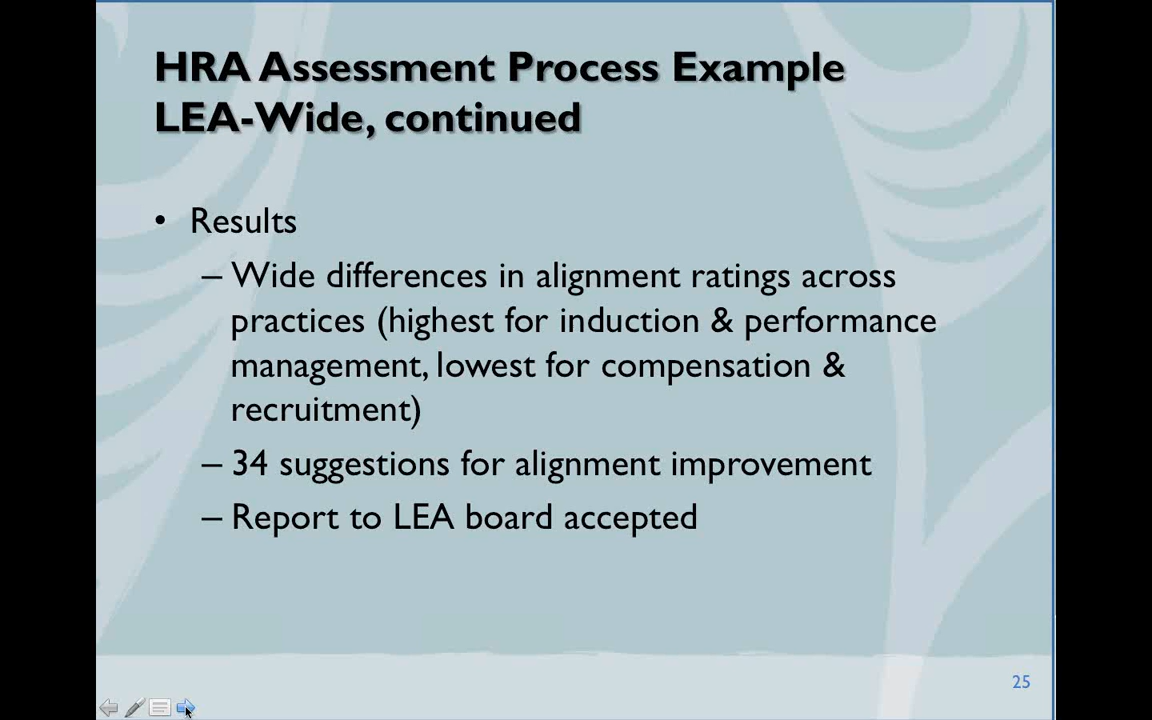 HRA Assessment Process Example
LEA-Wide, continued
• Results
– Wide differences in alignment ratings across
practices (highest for induction & performance
management, lowest for compensation &
recruitment)
– 34 suggestions for alignment improvement
– Report to LEA board accepted
25